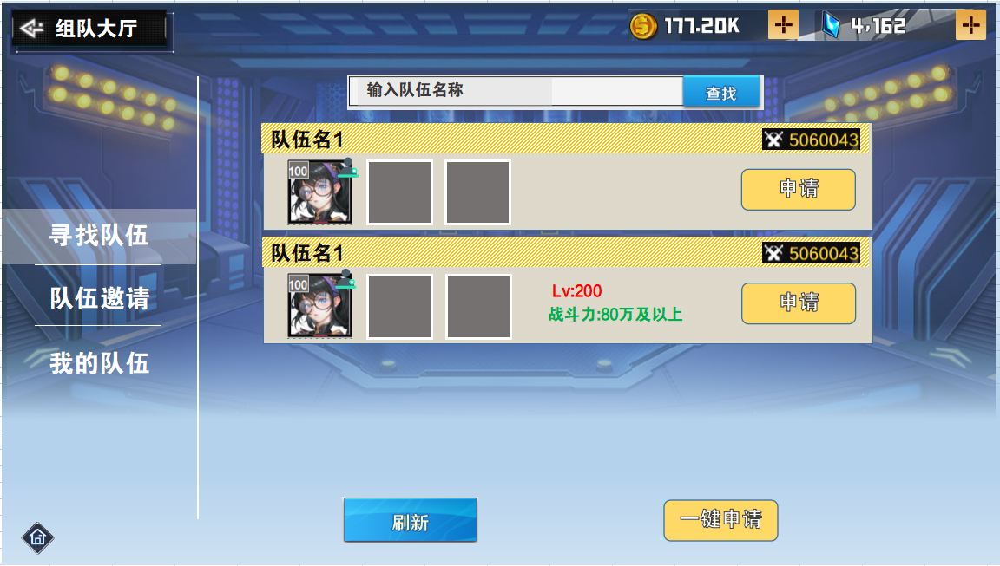 组队大厅
177.20K
4,162
输入队伍名称
查找
队伍名1
5060043
100
申请
寻找队伍
队伍名1
5060043
100
Lv:200
战斗力:80万及以上
申请
队伍邀请
我的队伍
刷新
一键申请